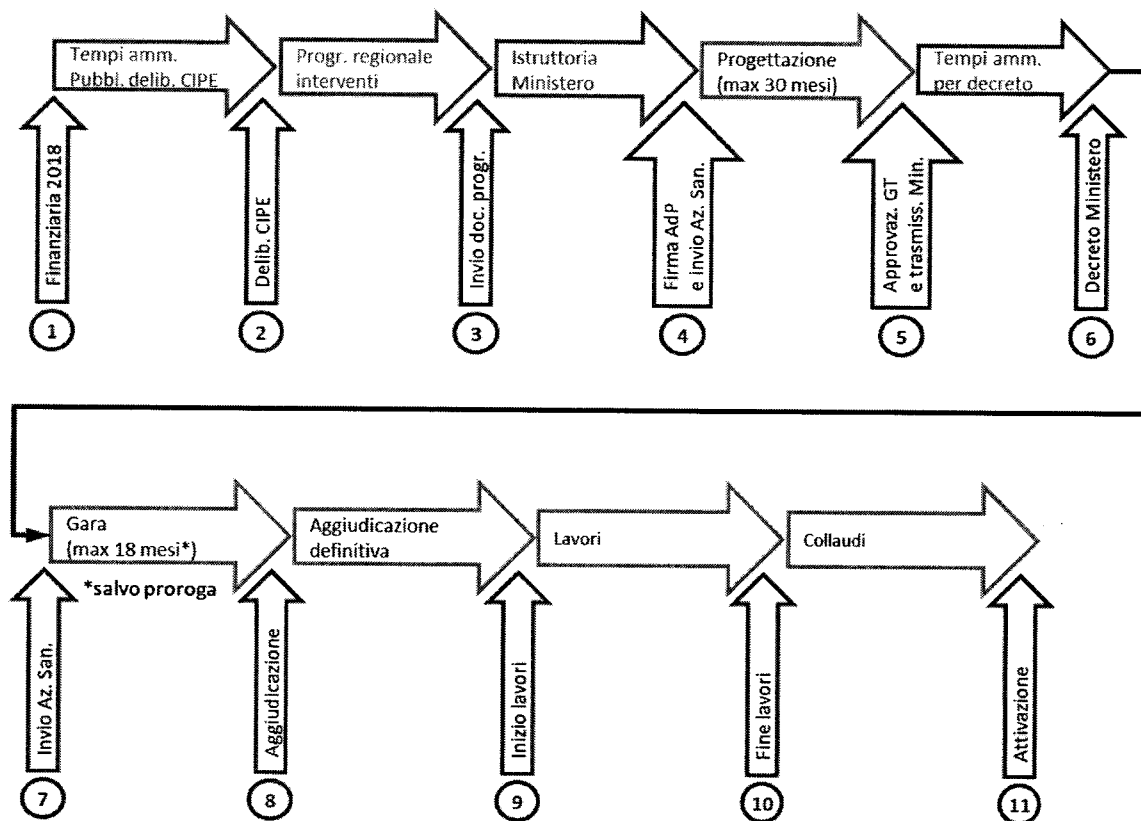 Tempi amm.
Pubbl. delib. CIPE
Progr. regionale
interventi
Istruttoria
Ministero
Progettazione
(max 30 mesi)
Tempi amm.
per decreto
Finanziaria 2018
Delib. CIPE
Invio doc. progr.
Firma AdP
e invio Az. San.
Approvaz. GT
e trasmiss. Min.
Decreto Ministero
1
2
3
4
5
6
Gara
(max 18 mesi*)
*salvo proroga
Aggiudicazione
definitiva
Lavori
Collaudi
Invio Az. San.
Aggiudicazione
Inizio lavori
Fine lavori
Attivazione
7
8
9
10
11